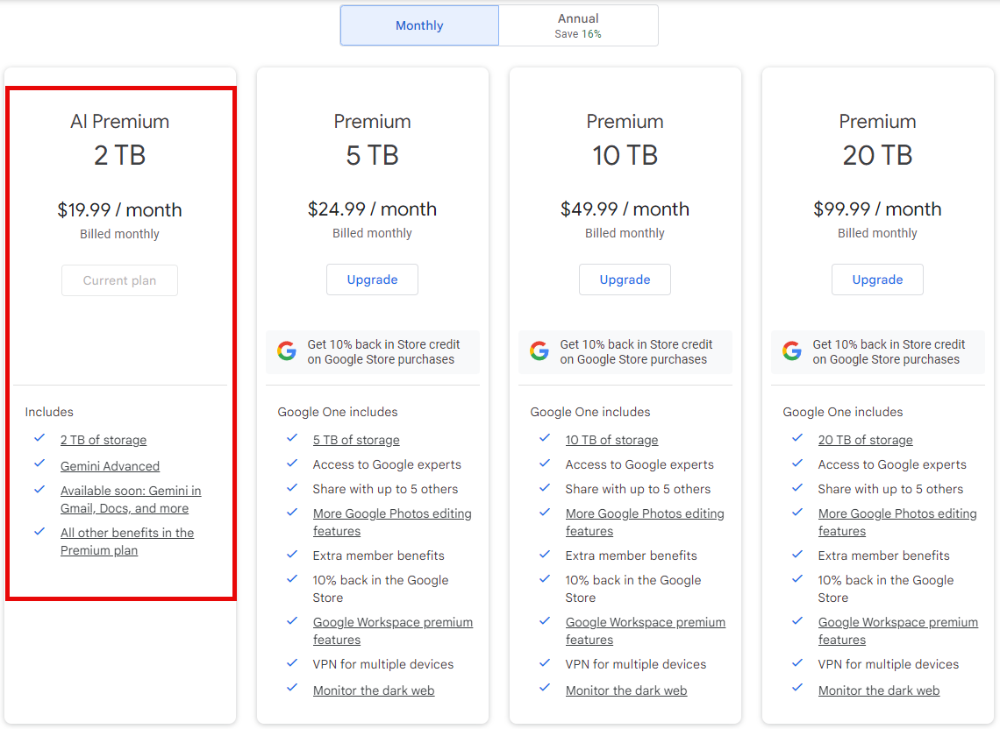 Monthly
Annual
Save 16%
AI Premium
2 TB
$19.99 / month
Billed monthly
Current plan
Includes
2 TB of storage
Gemini Advanced
Available soon: Gemini in
Gmail, Docs, and more
All other benefits in the
Premium plan
Premium
5 TB
$24.99 / month
Billed monthly
Upgrade
Get 10% back in Store credit
on Google Store purchases
Google One includes
5 TB of storage
Access to Google experts
Share with up to 5 others
More Google Photos editing
features
Extra member benefits
10% back in the Google
Store
Google Workspace premium
features
VPN for multiple devices
Monitor the dark web
Premium
10 TB
$49.99 / month
Billed monthly
Upgrade
Get 10% back in Store credit
on Google Store purchases
Google One includes
10 TB of storage
Access to Google experts
Share with up to 5 others
More Google Photos editing
features
Extra member benefits
10% back in the Google
Store
Google Workspace premium
features
VPN for multiple devices
Monitor the dark web
Premium
20 TB
$99.99 / month
Billed monthly
Upgrade
Get 10% back in Store credit
on Google Store purchases
Google One includes
20 TB of storage
Access to Google experts
Share with up to 5 others
More Google Photos editing
features
Extra member benefits
10% back in the Google
Store
Google Workspace premium
features
VPN for multiple devices
Monitor the dark web